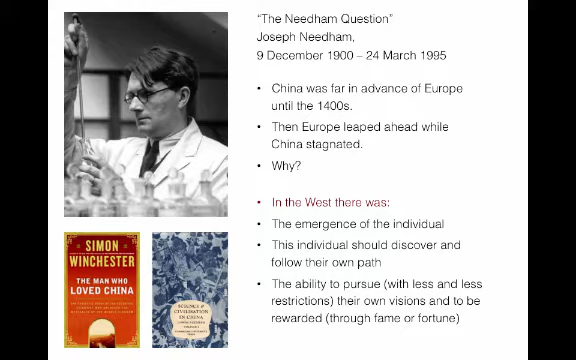 “The Needham Question”
Joseph Needham,
9 December 1900 – 24 March 1995
• China was far in advance of Europe
until the 1400s.
• Then Europe leaped ahead while
China stagnated.
• Why?
• In the West there was:
• The emergence of the individual
• This individual should discover and
follow their own path
• The ability to pursue (with less and less
restrictions) their own visions and to be
rewarded (through fame or fortune)
SIMON
WINCHESTER
THE MAN WHO
LOVED CHINA
SCIENCE &
CIVILISATION
IN CHINA